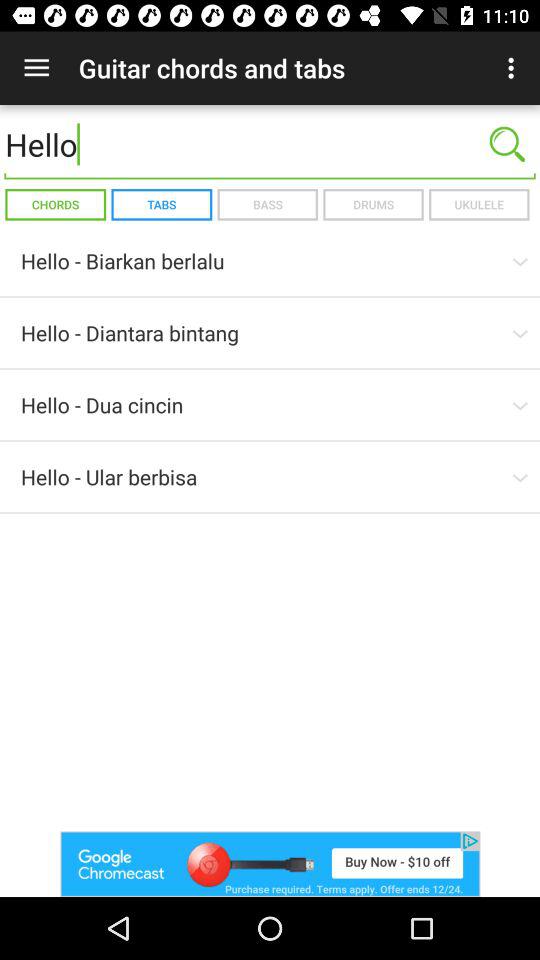 11:10
Guitar chords and tabs
Hello
CHORDS TABS BASS DRUMS UKULELE
Hello - Biarkan berlalu
Hello - Diantara bintang
Hello - Dua cincin
Hello - Ular berbisa
Google
Chromecast
Buy Now - $10 off
Purchase required. Terms apply. Offer ends 12/24.